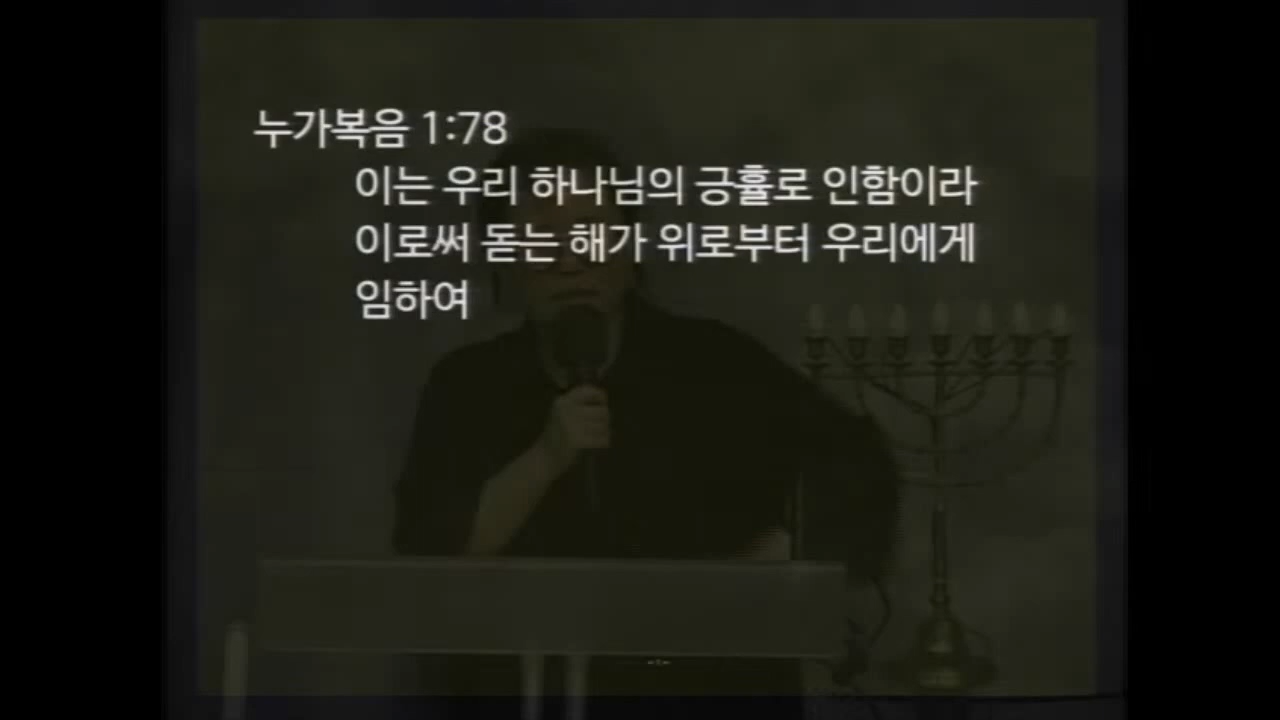 누가복음 1:78
이는 우리 하나님의 긍휼로 인함이라
이로써 돋는 해가 위로부터 우리에게
임하여